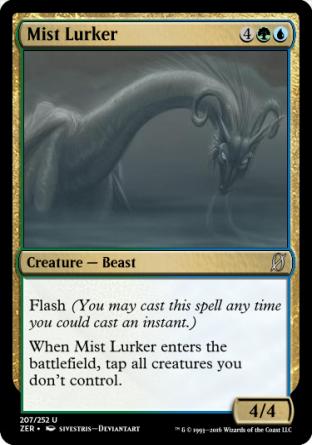 Mist Lurker 4
Creature — Beast
Flash (You may cast this spell any time
you could cast an instant.)
When Mist Lurker enters the
battlefield, tap all creatures you
don't control.
207/252 U
ZER • SIVESTRIS—DEVIANTART
™ & © 1993–2016 Wizards of the Coast LLC
4/4